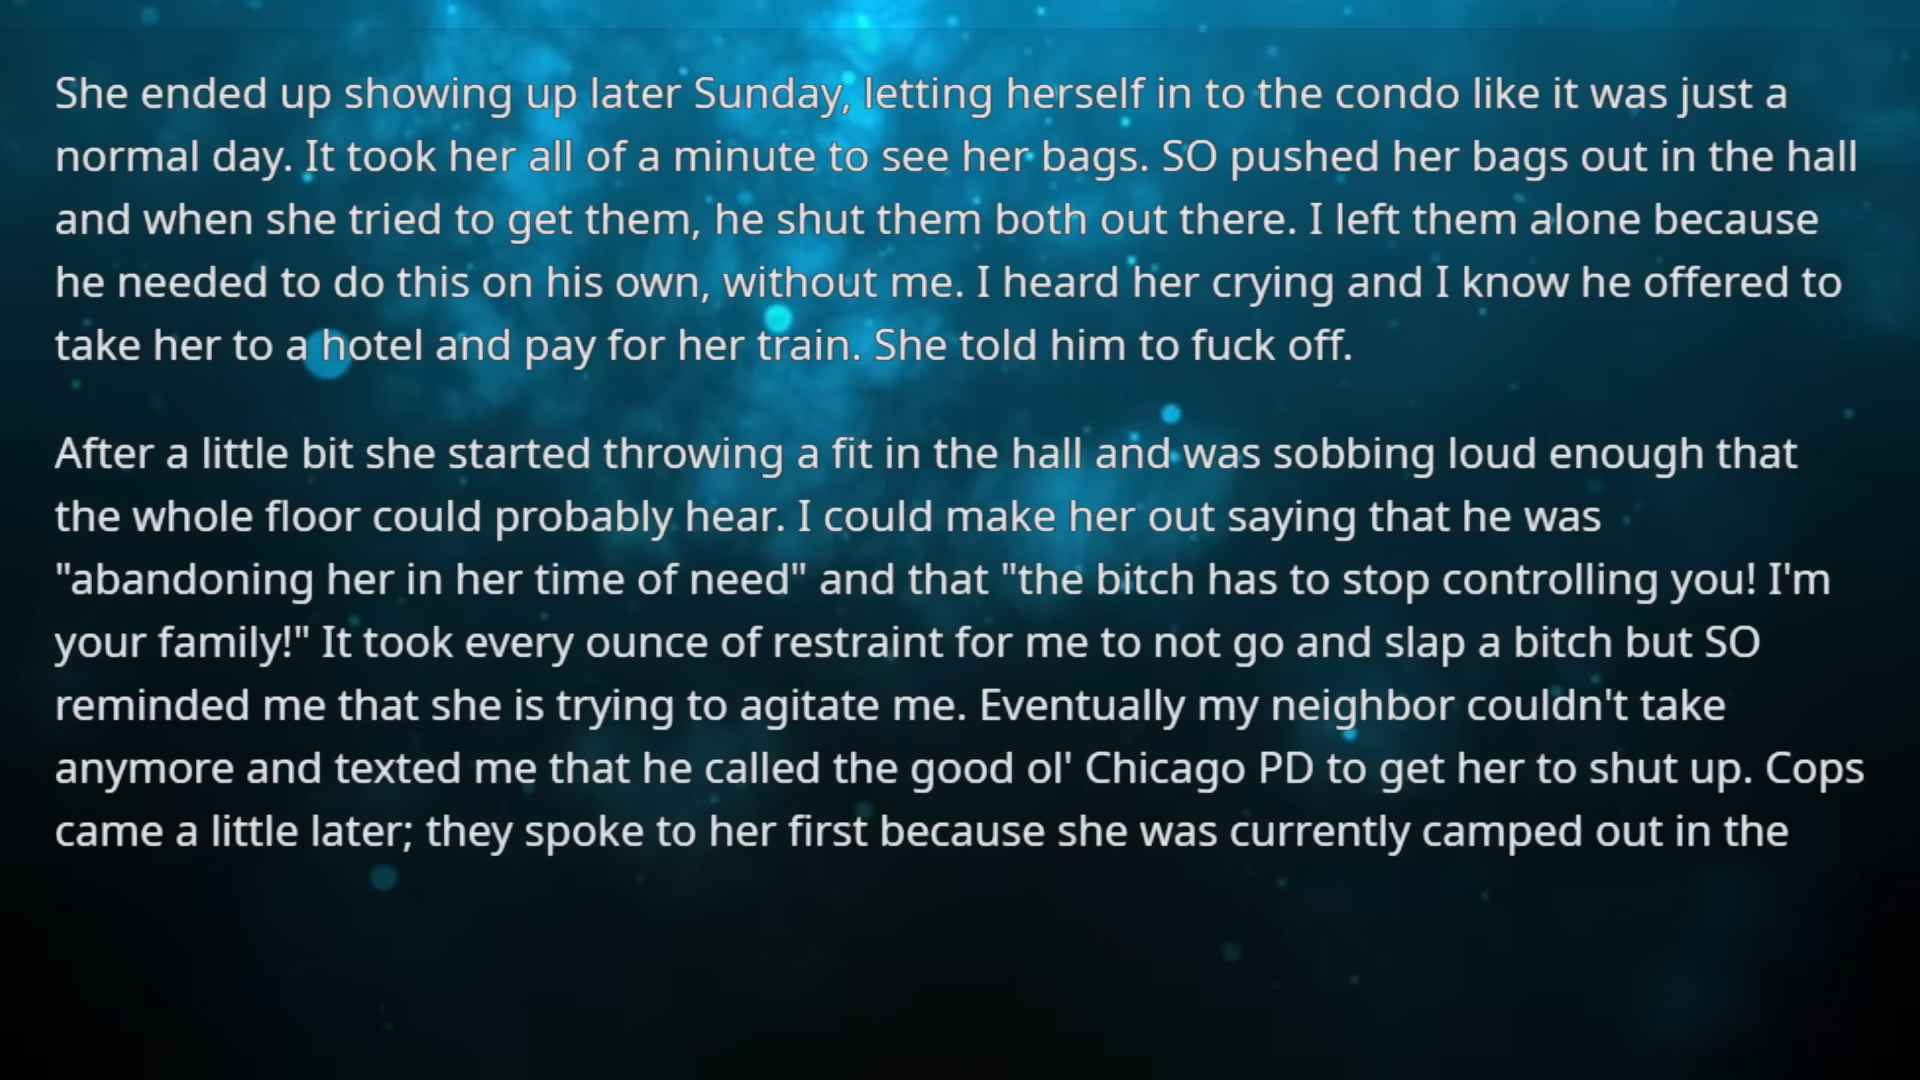 She ended up showing up later Sunday, letting herself in to the condo like it was just a
normal day. It took her all of a minute to see her bags. SO pushed her bags out in the hall
and when she tried to get them, he shut them both out there. I left them alone because
he needed to do this on his own, without me. I heard her crying and I know he offered to
take her to a hotel and pay for her train. She told him to fuck off.
After a little bit she started throwing a fit in the hall and was sobbing loud enough that
the whole floor could probably hear. I could make her out saying that he was
"abandoning her in her time of need" and that "the bitch has to stop controlling you! I'm
your family!" It took every ounce of restraint for me to not go and slap a bitch but SO
reminded me that she is trying to agitate me. Eventually my neighbor couldn't take
anymore and texted me that he called the good ol' Chicago PD to get her to shut up. Cops
came a little later; they spoke to her first because she was currently camped out in the